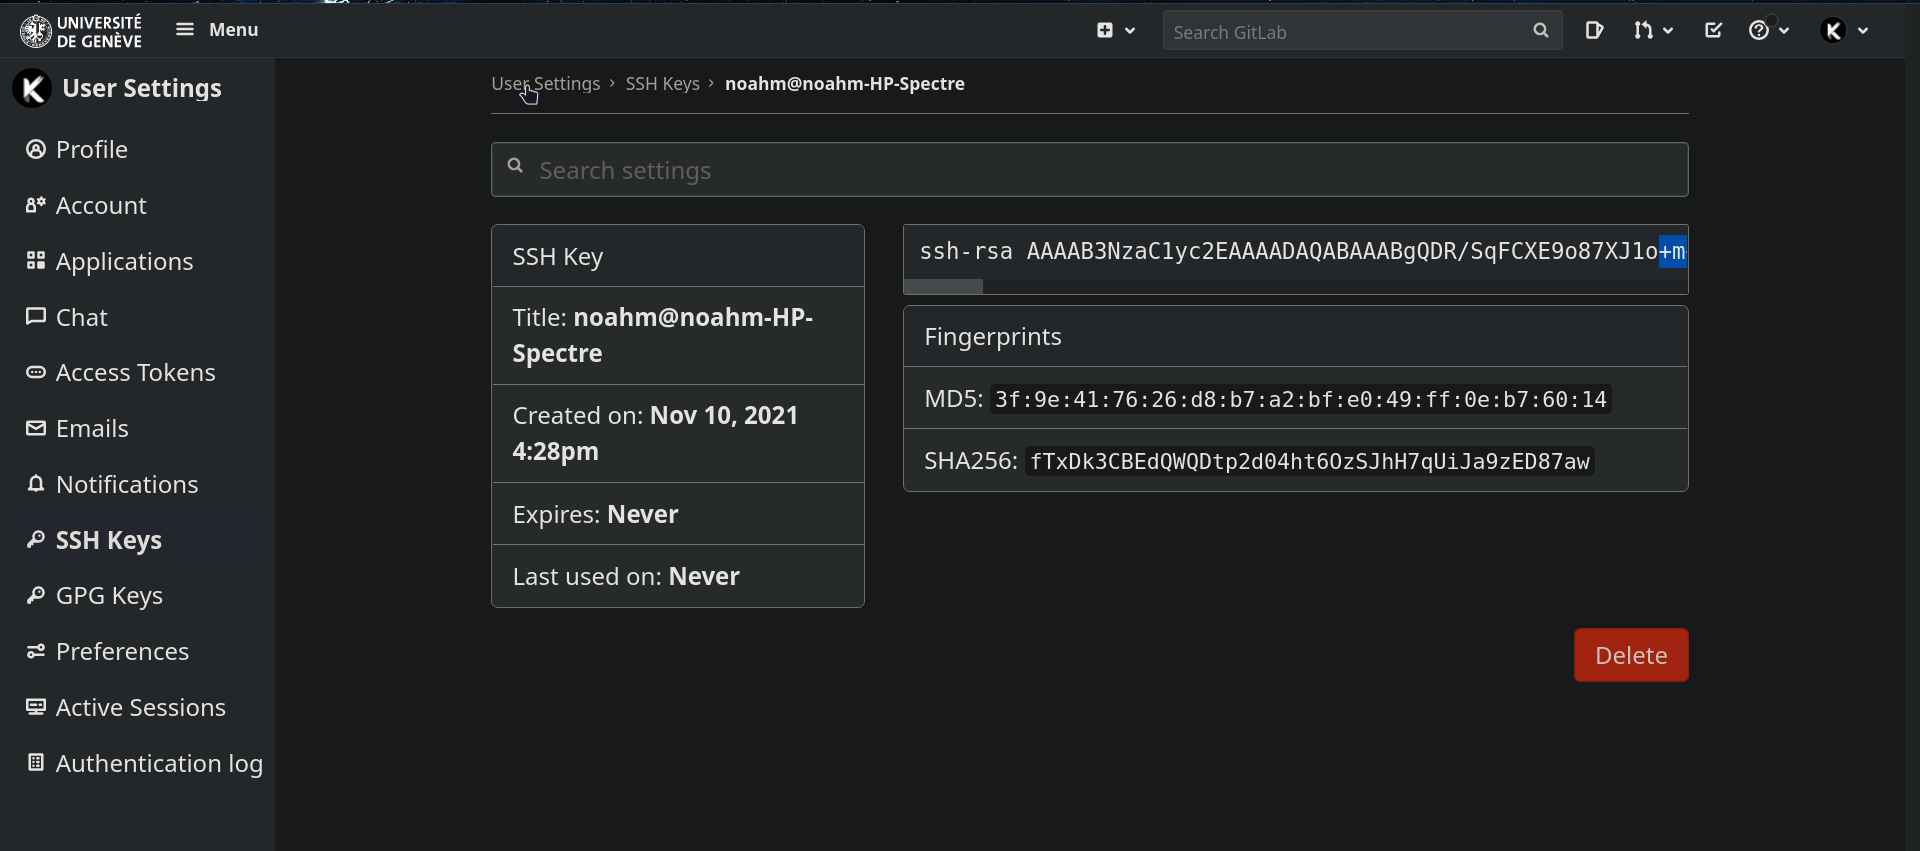 UNIVERSITÉ
DE GENÈVE
Menu
Search GitLab
User Settings
Profile
Account
Applications
Chat
Access Tokens
Emails
Notifications
SSH Keys
GPG Keys
Preferences
Active Sessions
Authentication log
User Settings › SSH Keys › noahm@noahm-HP-Spectre
Search settings
SSH Key
Title: noahm@noahm-HP-
Spectre
Created on: Nov 10, 2021
4:28pm
Expires: Never
Last used on: Never
ssh-rsa AAAAB3NzaC1yc2EAAAADAQABAAABgQDR/SqFCXE9o87XJ1o+m
Fingerprints
MD5: 3f:9e:41:76:26:d8:b7:a2:bf:e0:49:ff:0e:b7:60:14
SHA256: fTxDk3CBEdQWQDtp2d04ht6OzSJhH7qUiJa9zED87aw
Delete